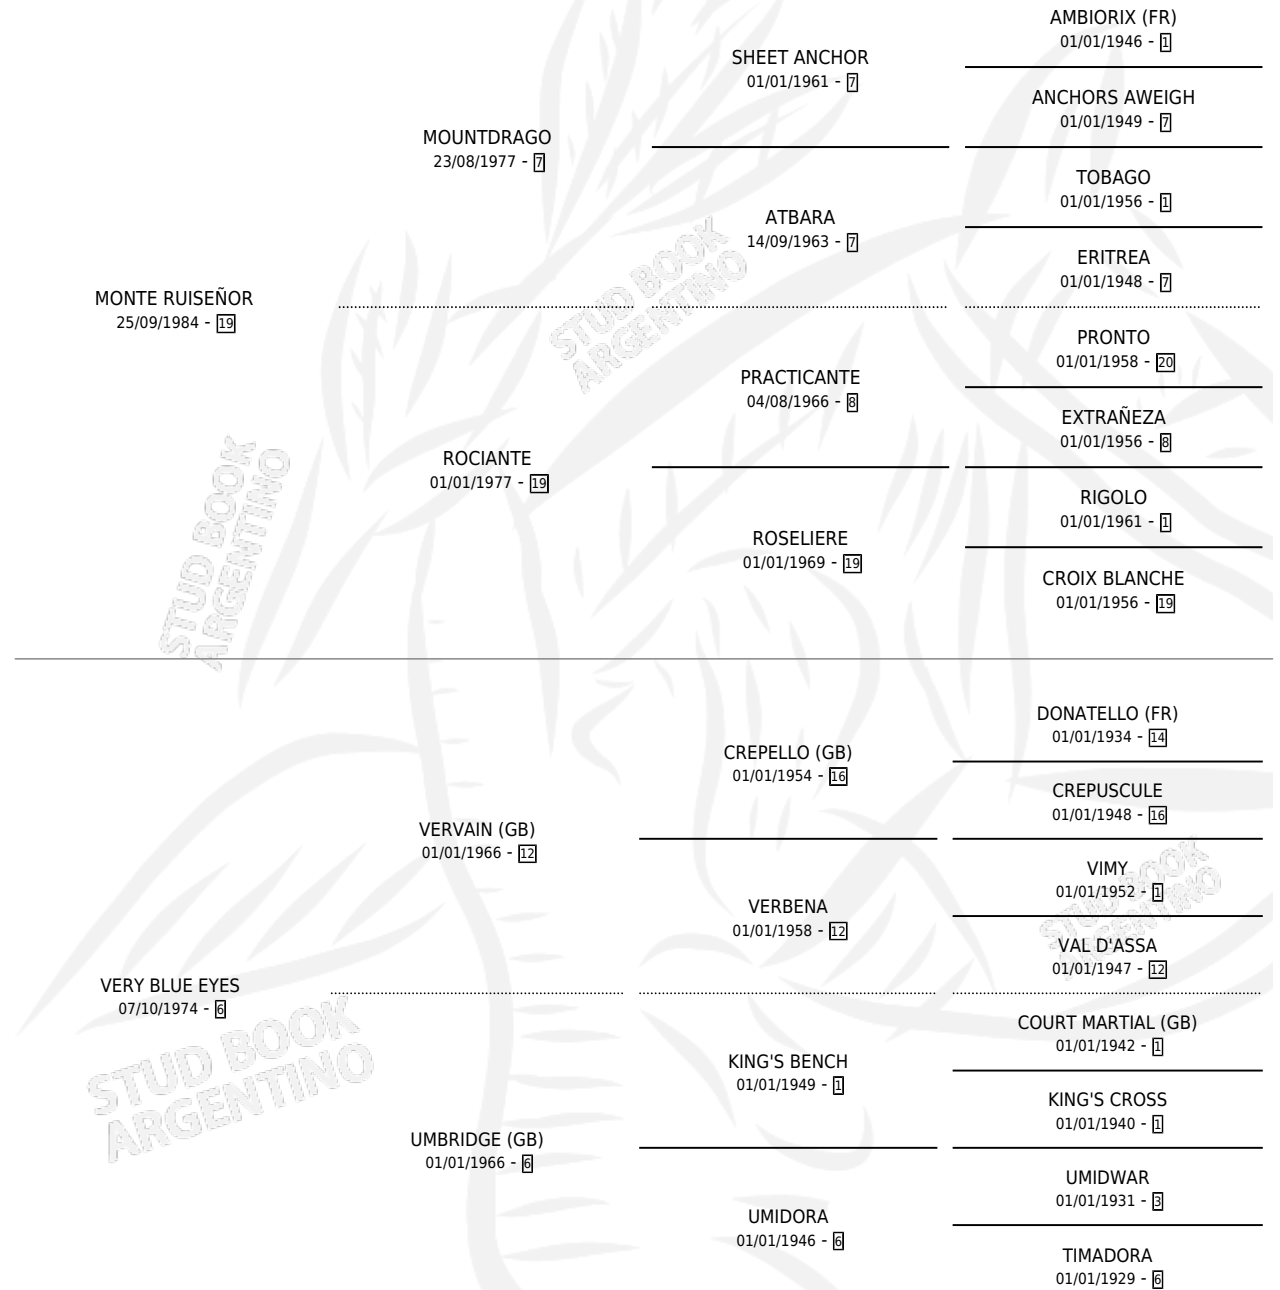 MONTE RUISEÑOR
25/09/1984 - 19
MOUNTDRAGO
23/08/1977 - 7
SHEET ANCHOR
01/01/1961 - 7
AMBIORIX (FR)
01/01/1946 - 1
ANCHORS AWEIGH
01/01/1949 - 7
ATBARA
14/09/1963 - 7
TOBAGO
01/01/1956 - 1
ERITREA
01/01/1948 - 7
ROCIANTE
01/01/1977 - 19
PRACTICANTE
04/08/1966 - 8
PRONTO
01/01/1958 - 20
EXTRAÑEZA
01/01/1956 - 8
ROSELIERE
01/01/1969 - 19
RIGOLO
01/01/1961 - 1
CROIX BLANCHE
01/01/1956 - 19
VERY BLUE EYES
07/10/1974 - 6
VERVAIN (GB)
01/01/1966 - 12
CREPELLO (GB)
01/01/1954 - 16
DONATELLO (FR)
01/01/1934 - 14
CREPUSCULE
01/01/1948 - 16
VERBENA
01/01/1958 - 12
VIMY
01/01/1952 - 1
VAL D'ASSA
01/01/1947 - 12
UMBRIDGE (GB)
01/01/1966 - 6
KING'S BENCH
01/01/1949 - 1
COURT MARTIAL (GB)
01/01/1942 - 1
KING'S CROSS
01/01/1940 - 1
UMIDORA
01/01/1946 - 6
UMIDWAR
01/01/1931 - 3
TIMADORA
01/01/1929 - 6
STUD BOOK
ARGENTINO
STUD BOOK
ARGENTINO
STUD BOOK
ARGENTINO
STUD BOOK
ARGENTINO